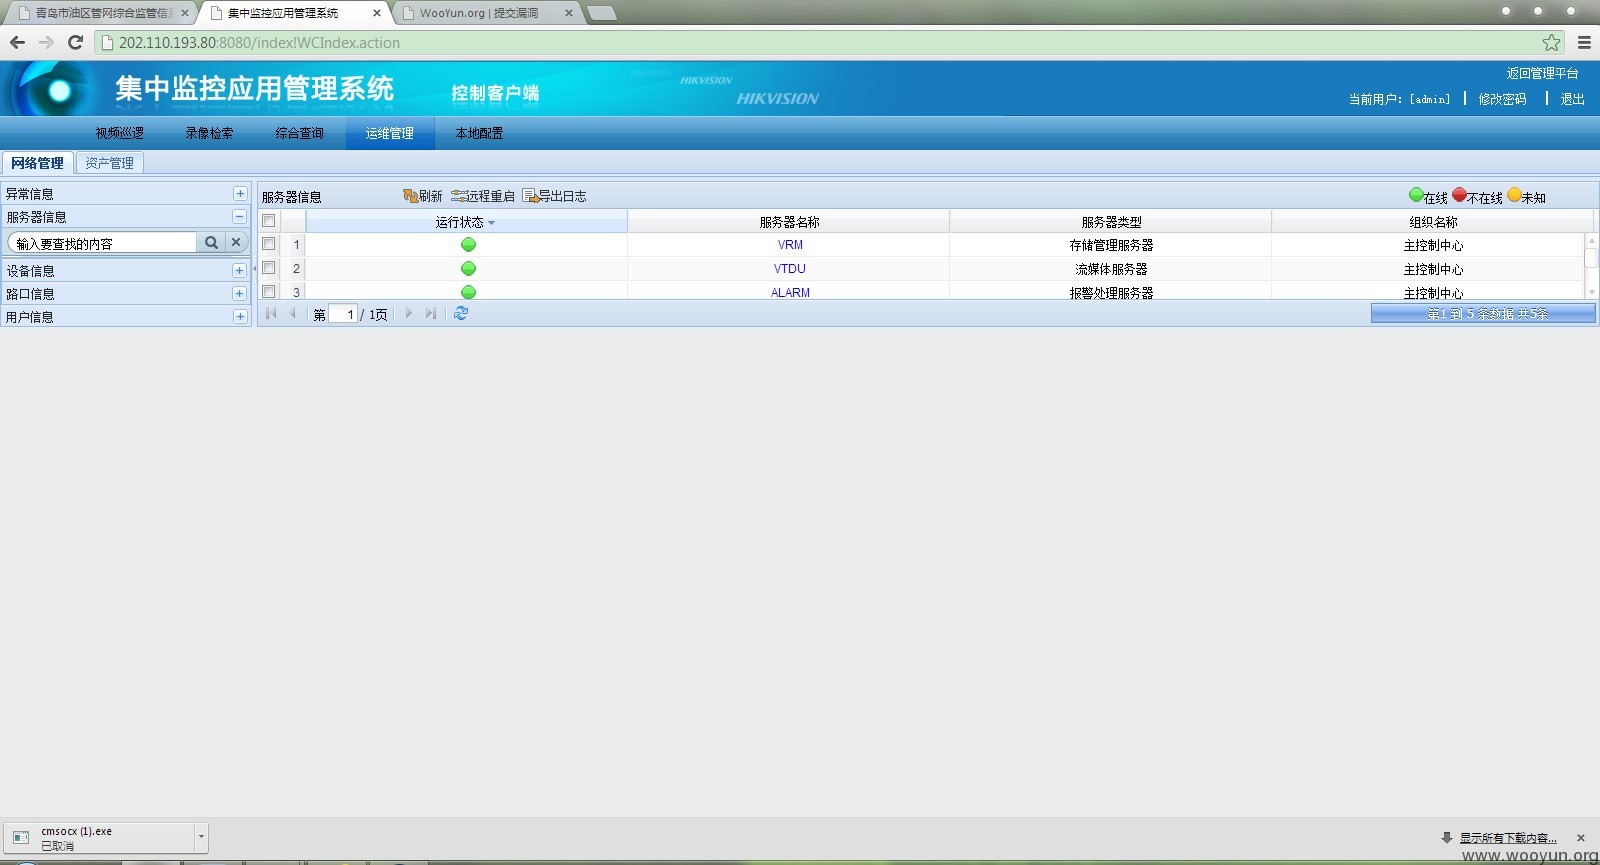 青岛市油区管网综合监管信息
集中监控应用管理系统
WooYun.org | 提交漏洞
202.110.193.80:8080/index!WCIndex.action
集中监控应用管理系统 控制客户端
HIKVISION
HIKVISION
返回管理平台
当前用户: [admin] | 修改密码 | 退出
视频巡逻 录像检索 综合查询 运维管理 本地配置
网络管理 资产管理
异常信息
服务器信息
输入要查找的内容
设备信息
路口信息
用户信息
服务器信息 刷新 远程重启 导出日志 在线 不在线 未知
运行状态 服务器名称 服务器类型 组织名称
1 VRM 存储管理服务器 主控制中心
2 VTDU 流媒体服务器 主控制中心
3 ALARM 报警处理服务器 主控制中心
第 1 / 1页 第1 到 5 条数据 共5条
cmsocx (1).exe
已取消
显示所有下载内容...
www.wooyun.org